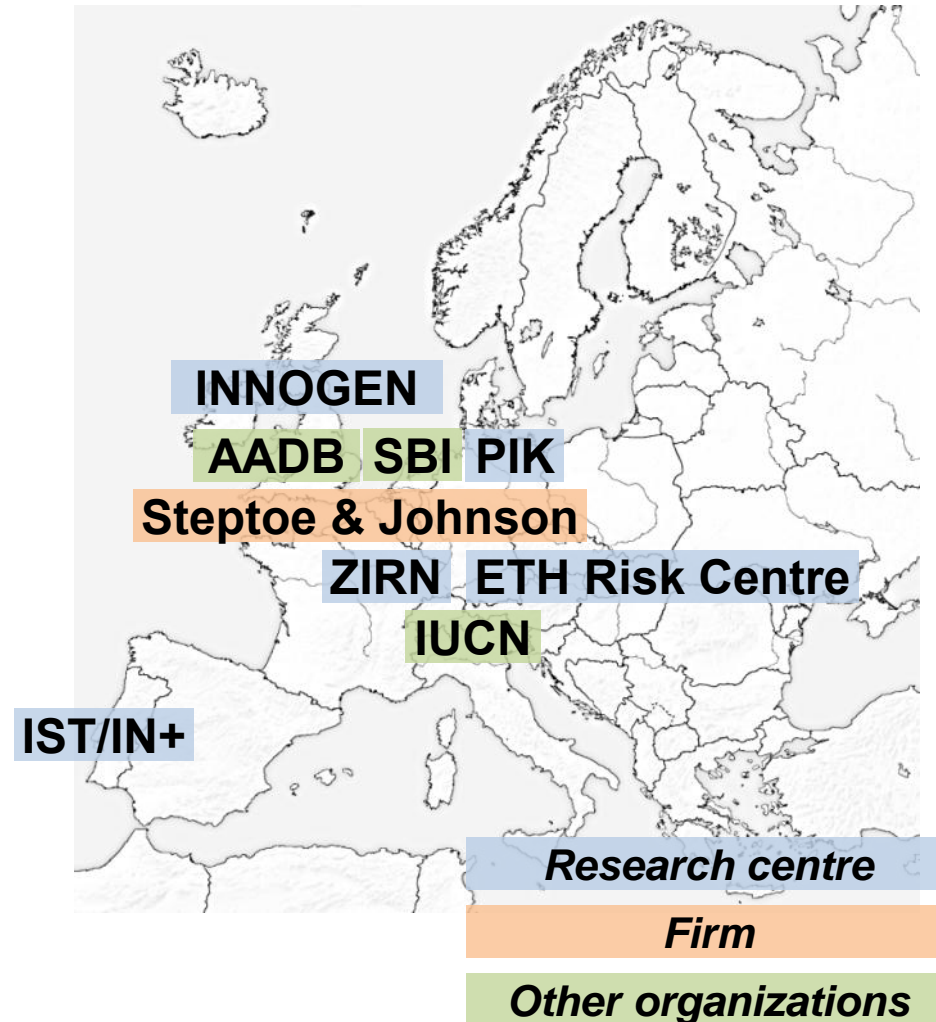 INNOGEN
AADB SBI PIK
Steptoe & Johnson
ZIRN ETH Risk Centre
IUCN
IST/IN+
Research centre
Firm
Other organizations